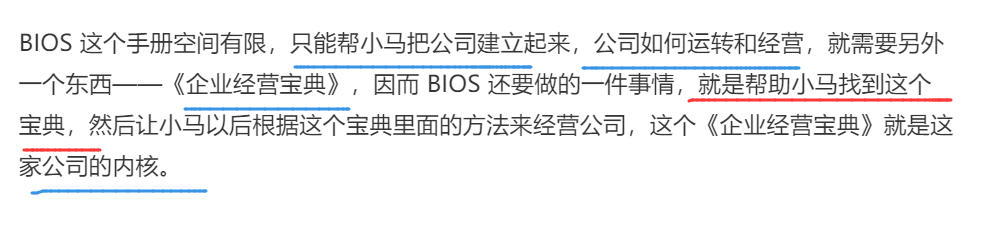 BIOS 这个手册空间有限，只能帮小马把公司建立起来，公司如何运转和经营，就需要另外
一个东西——《企业经营宝典》，因而 BIOS 还要做的一件事情，就是帮助小马找到这个
宝典，然后让小马以后根据这个宝典里面的方法来经营公司，这个《企业经营宝典》就是这
家公司的内核。